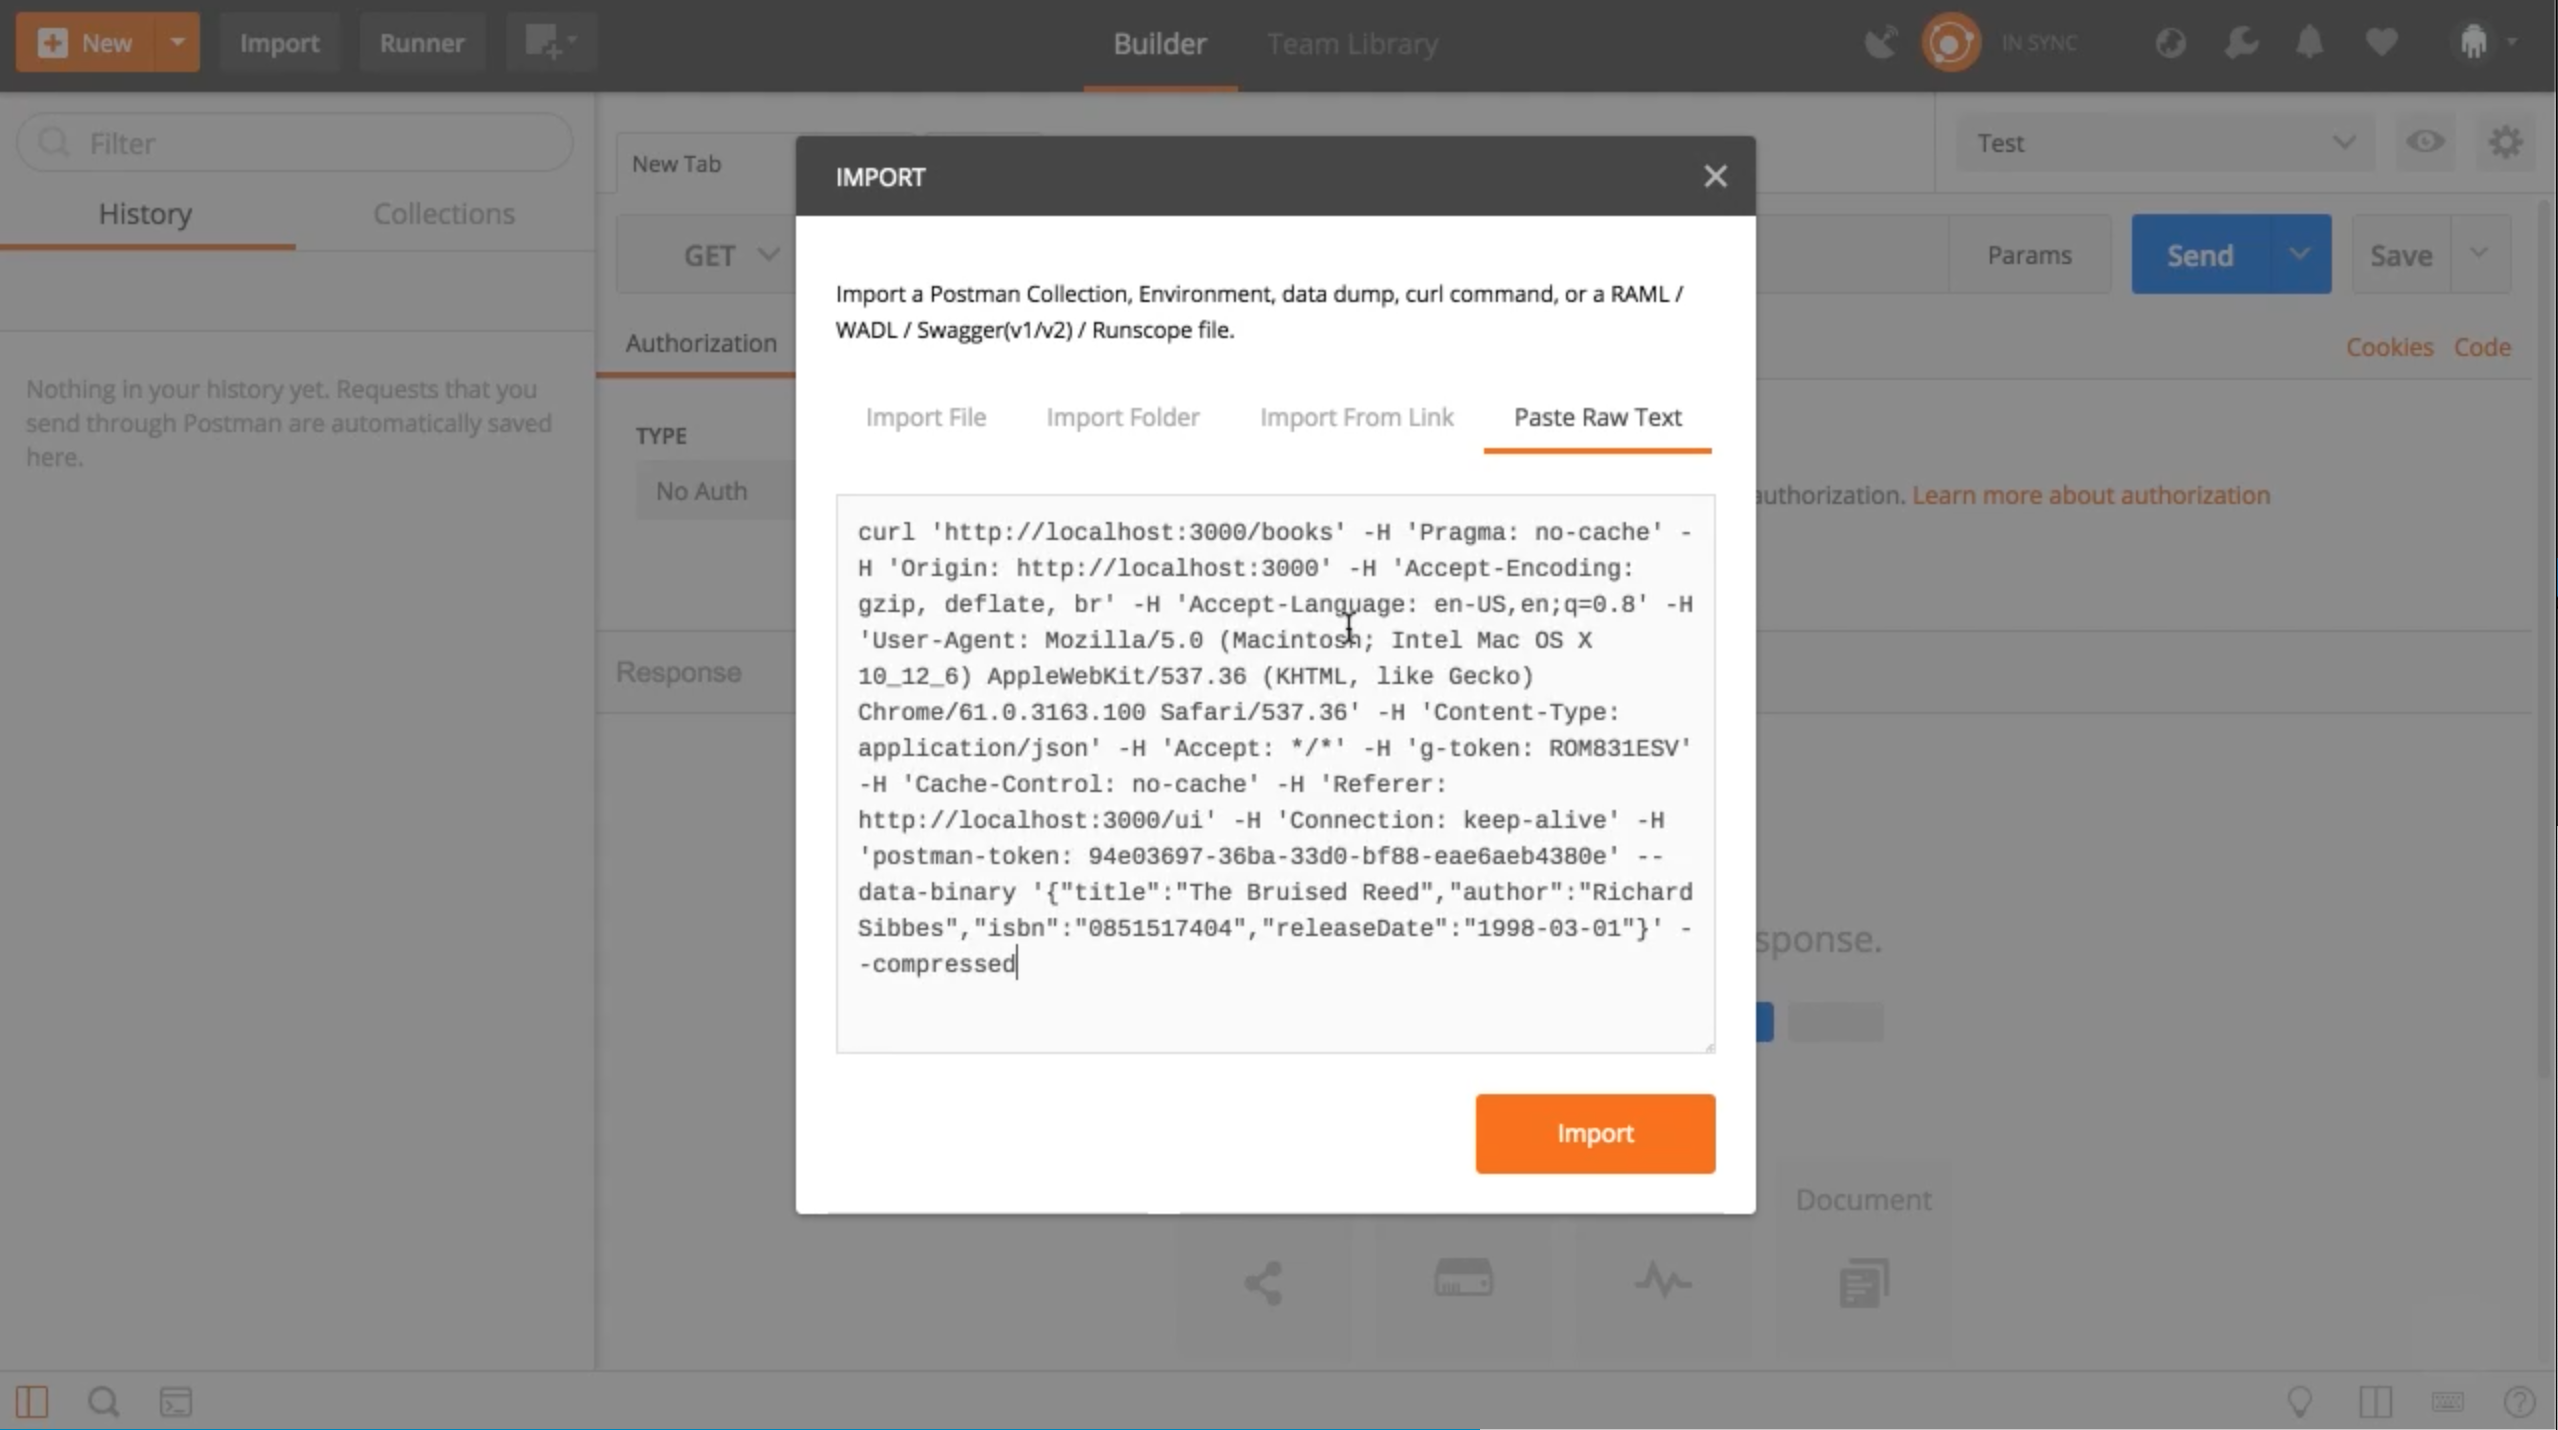 New
Import
Runner
Builder
Team Library
IN SYNC
Filter
History
Collections
Nothing in your history yet. Requests that you
send through Postman are automatically saved
here.
New Tab
Test
GET
Params
Send
Save
Authorization
Cookies
Code
TYPE
No Auth
authorization. Learn more about authorization
Response
sponse.
Document
IMPORT
Import a Postman Collection, Environment, data dump, curl command, or a RAML /
WADL / Swagger(v1/v2) / Runscope file.
Import File
Import Folder
Import From Link
Paste Raw Text
curl 'http://localhost:3000/books' -H 'Pragma: no-cache' -
H 'Origin: http://localhost:3000' -H 'Accept-Encoding:
gzip, deflate, br' -H 'Accept-Language: en-US,en;q=0.8' -H
'User-Agent: Mozilla/5.0 (Macintosh; Intel Mac OS X
10_12_6) AppleWebKit/537.36 (KHTML, like Gecko)
Chrome/61.0.3163.100 Safari/537.36' -H 'Content-Type:
application/json' -H 'Accept: */*' -H 'g-token: ROM831ESV'
-H 'Cache-Control: no-cache' -H 'Referer:
http://localhost:3000/ui' -H 'Connection: keep-alive' -H
'postman-token: 94e03697-36ba-33d0-bf88-eae6aeb4380e' --
data-binary '{"title":"The Bruised Reed","author":"Richard
Sibbes","isbn":"0851517404","releaseDate":"1998-03-01"}' -
-compressed
Import